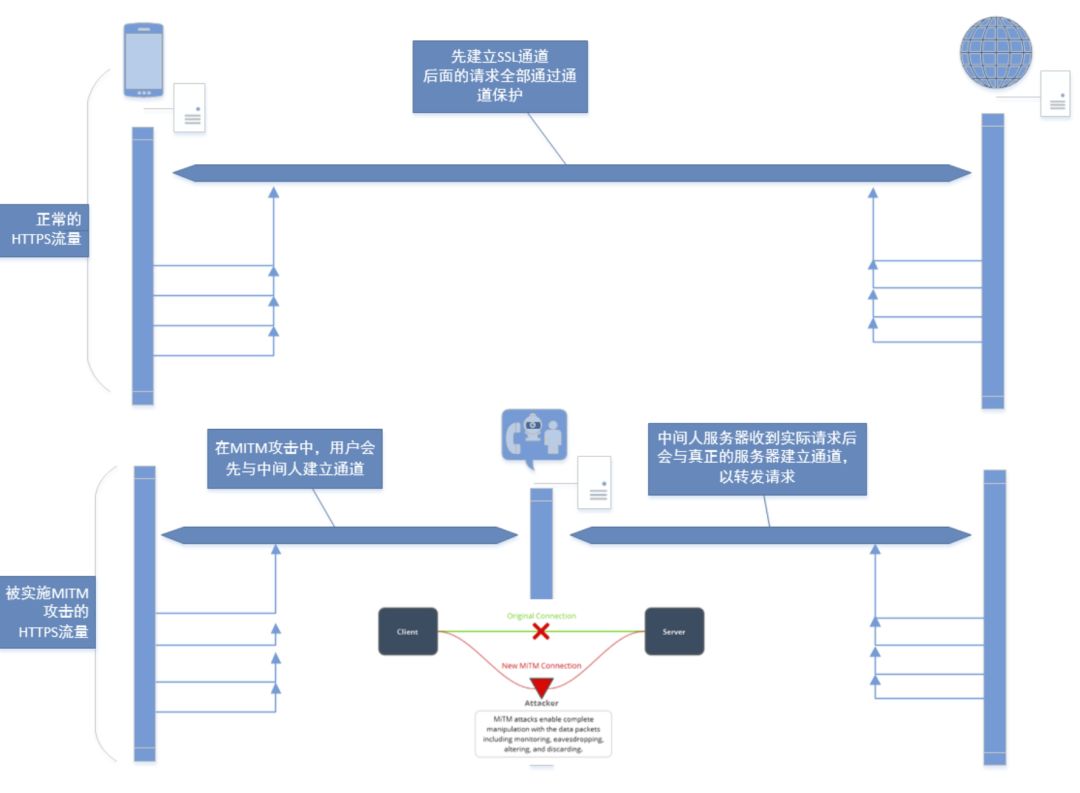 先建立SSL通道
后面的请求全部通过通
道保护
正常的
HTTPS流量
在MITM攻击中，用户会
先与中间人建立通道
中间人服务器收到实际请求后
会与真正的服务器建立通道，
以转发请求
被实施MITM
攻击的
HTTPS流量
Original Connection
Client
Server
New MiTM Connection
Attacker
MiTM attacks enable complete
manipulation with the data packets
including monitoring, eavesdropping,
altering, and discarding.